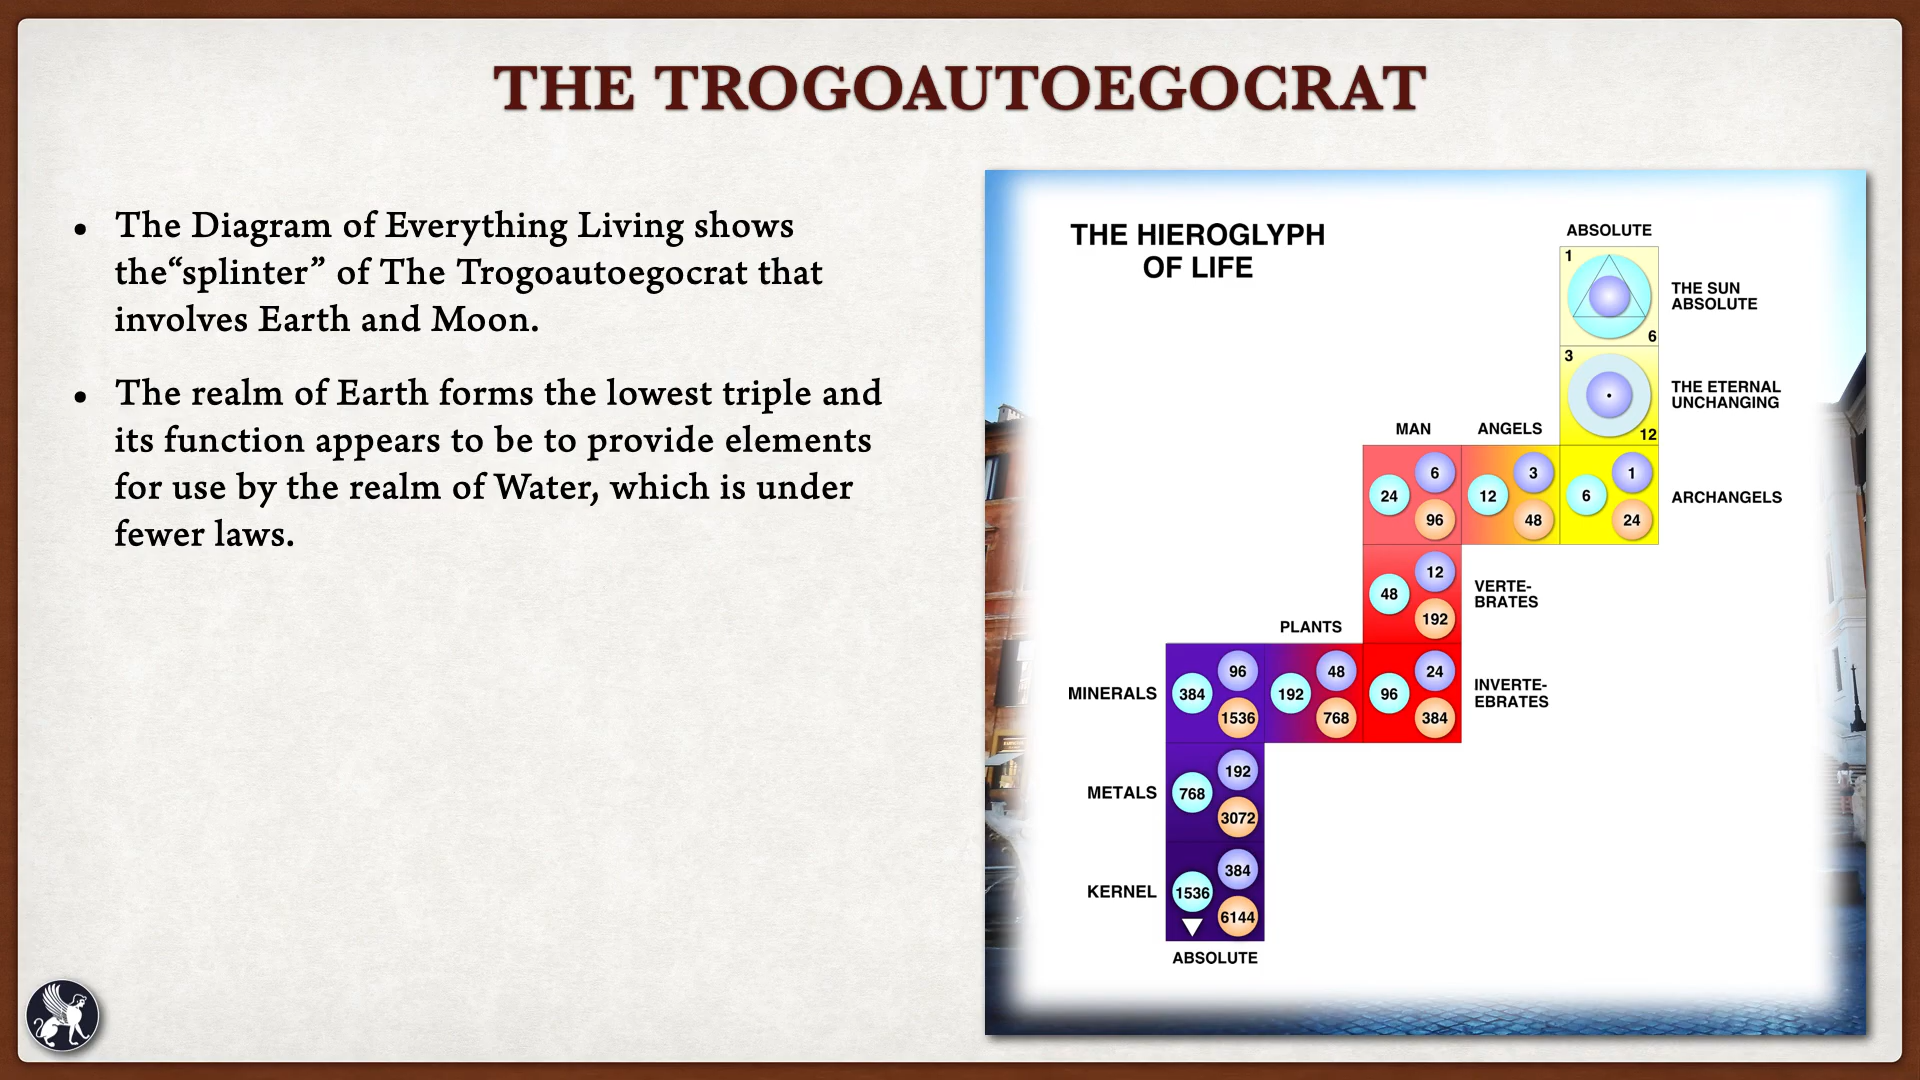 THE TROGOAUTOEGOCRAT
• The Diagram of Everything Living shows
the“splinter” of The Trogoautoegocrat that
involves Earth and Moon.
• The realm of Earth forms the lowest triple and
its function appears to be to provide elements
for use by the realm of Water, which is under
fewer laws.
THE HIEROGLYPH
OF LIFE
ABSOLUTE
1
6
THE SUN
ABSOLUTE
3
12
THE ETERNAL
UNCHANGING
MAN
ANGELS
24 6 96
12 3 48
6 1 24
ARCHANGELS
48 12 192
VERTE-
BRATES
PLANTS
MINERALS
384 96 1536
192 48 768
96 24 384
INVERTE-
EBRATES
METALS
768 192 3072
KERNEL
1536 384 6144
ABSOLUTE